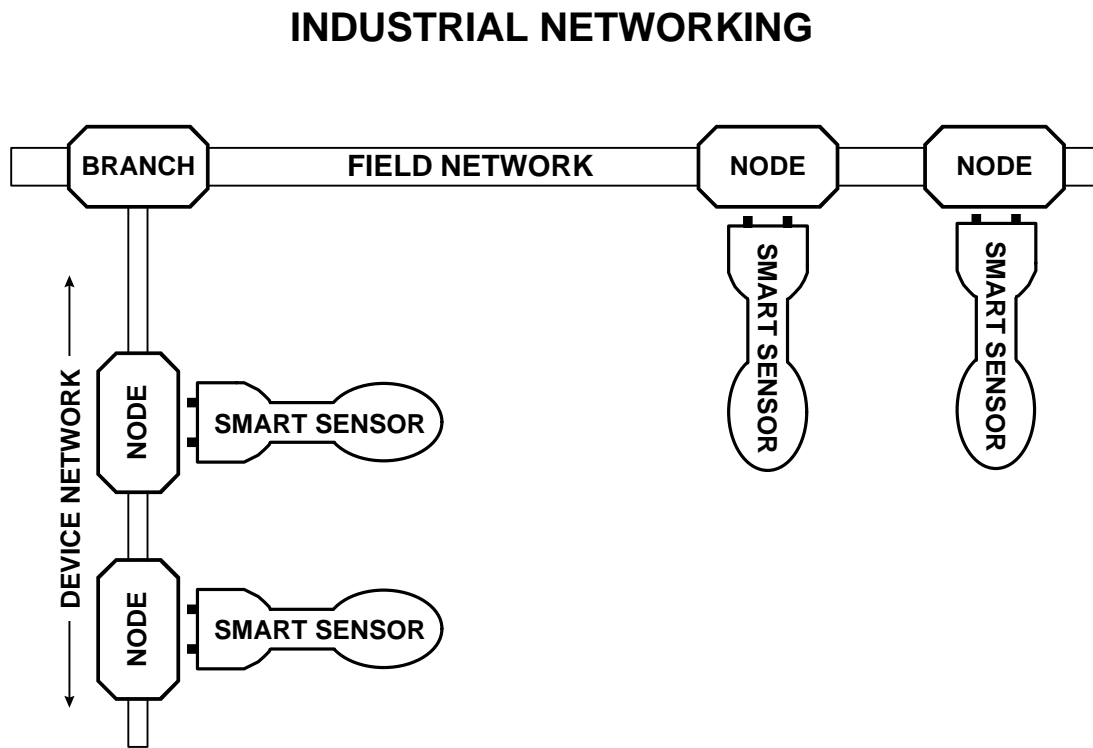 INDUSTRIAL NETWORKING
BRANCH
FIELD NETWORK
NODE
NODE
SMART SENSOR
SMART SENSOR
DEVICE NETWORK
NODE
SMART SENSOR
NODE
SMART SENSOR